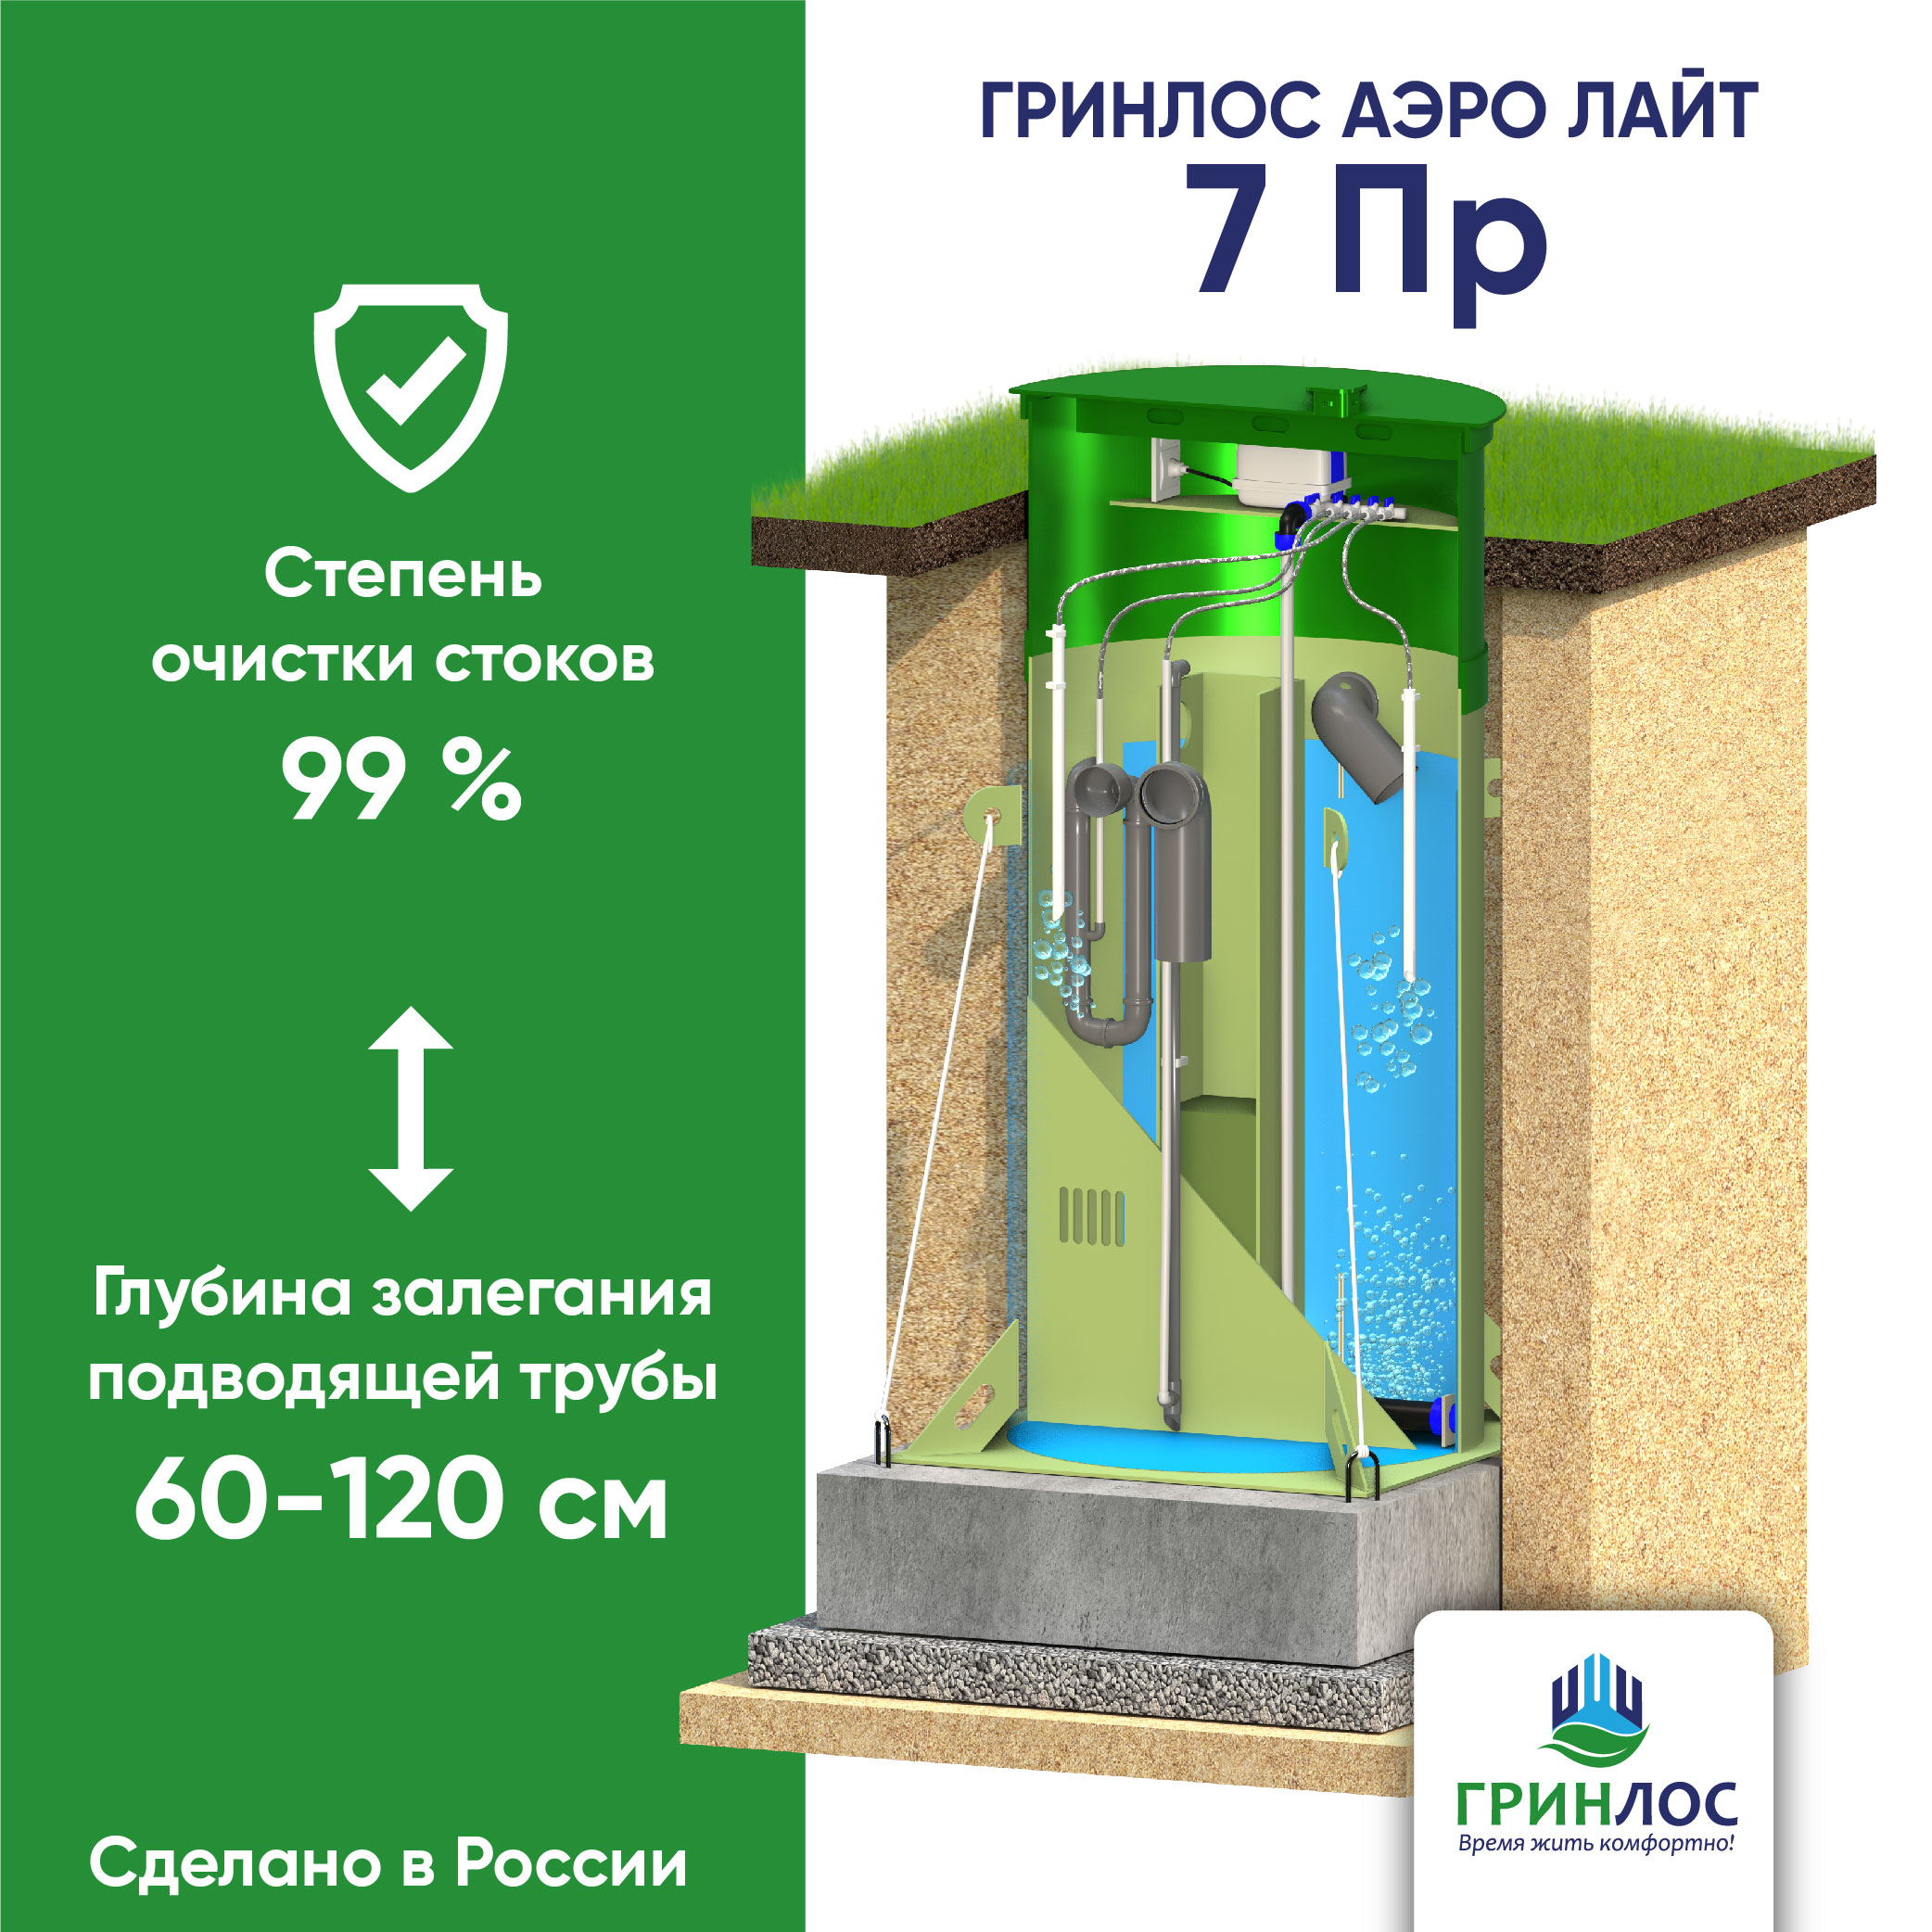 ГРИНЛОС АЭРО ЛАЙТ
7 Пр
Степень
очистки стоков
99 %
Глубина залегания
подводящей трубы
60-120 см
Сделано в России
ГРИНЛОС
Время жить комфортно!